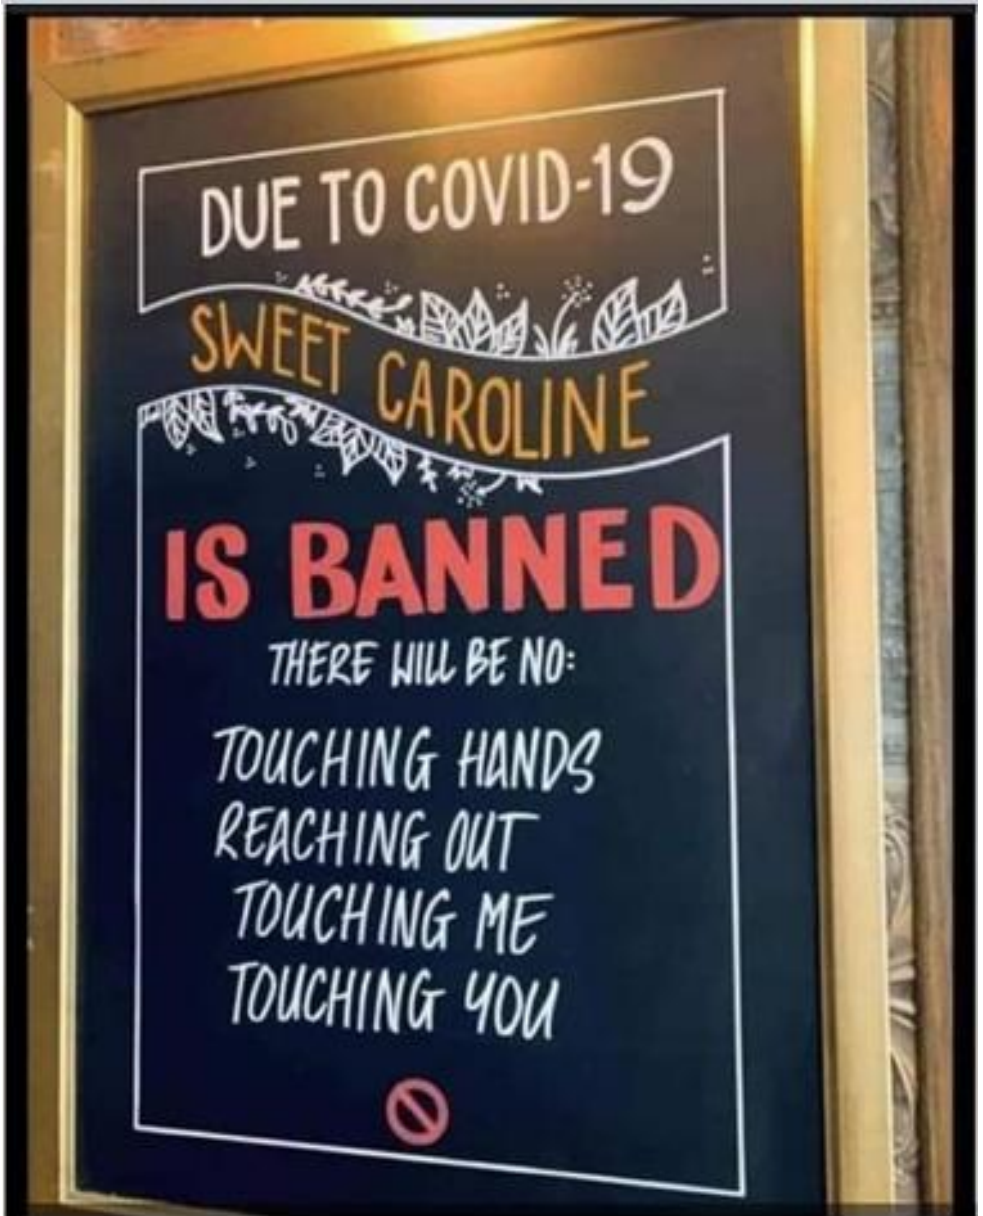 DUE TO COVID-19
SWEET CAROLINE
IS BANNED
THERE WILL BE NO:
TOUCHING HANDS
REACHING OUT
TOUCHING ME
TOUCHING YOU